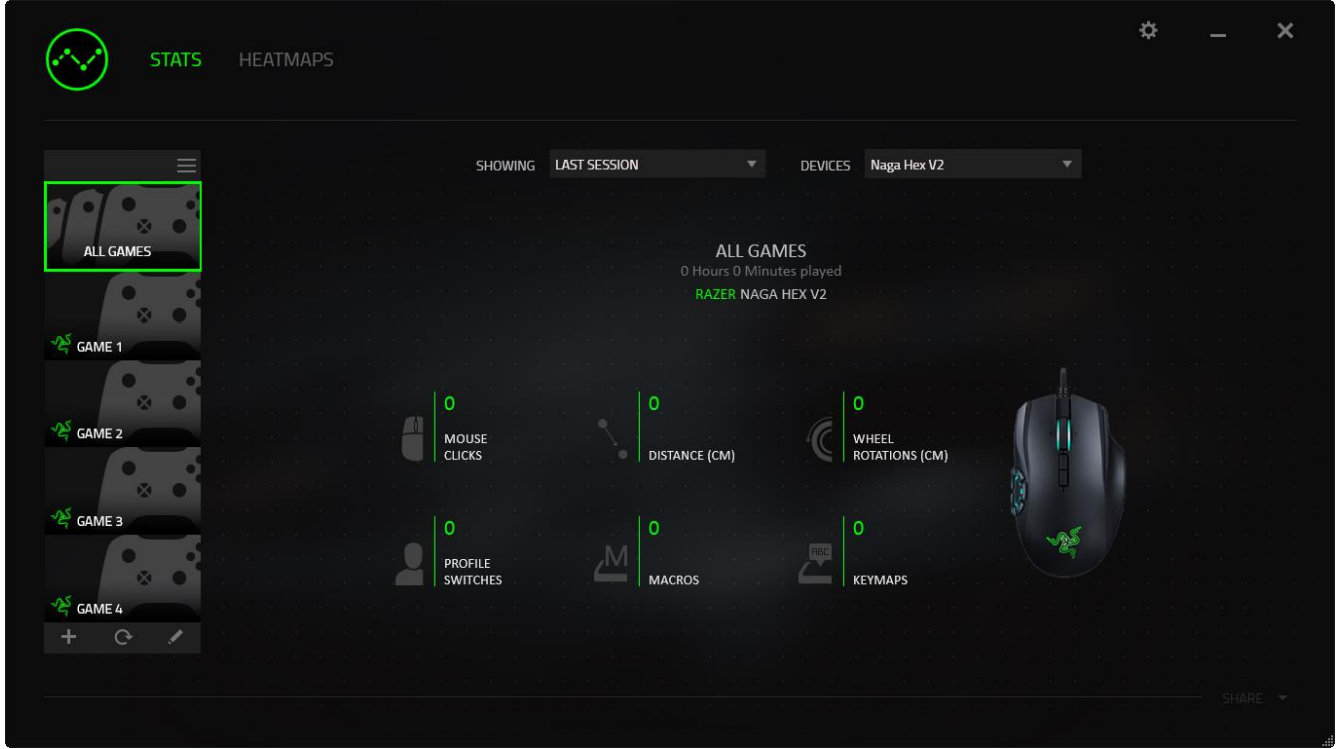 STATS
HEATMAPS
SHOWING
LAST SESSION
DEVICES
Naga Hex V2
ALL GAMES
GAME 1
GAME 2
GAME 3
GAME 4
ALL GAMES
0 Hours 0 Minutes played
RAZER NAGA HEX V2
0
MOUSE
CLICKS
0
DISTANCE (CM)
0
WHEEL
ROTATIONS (CM)
0
PROFILE
SWITCHES
M
0
MACROS
ABC
0
KEYMAPS
SHARE